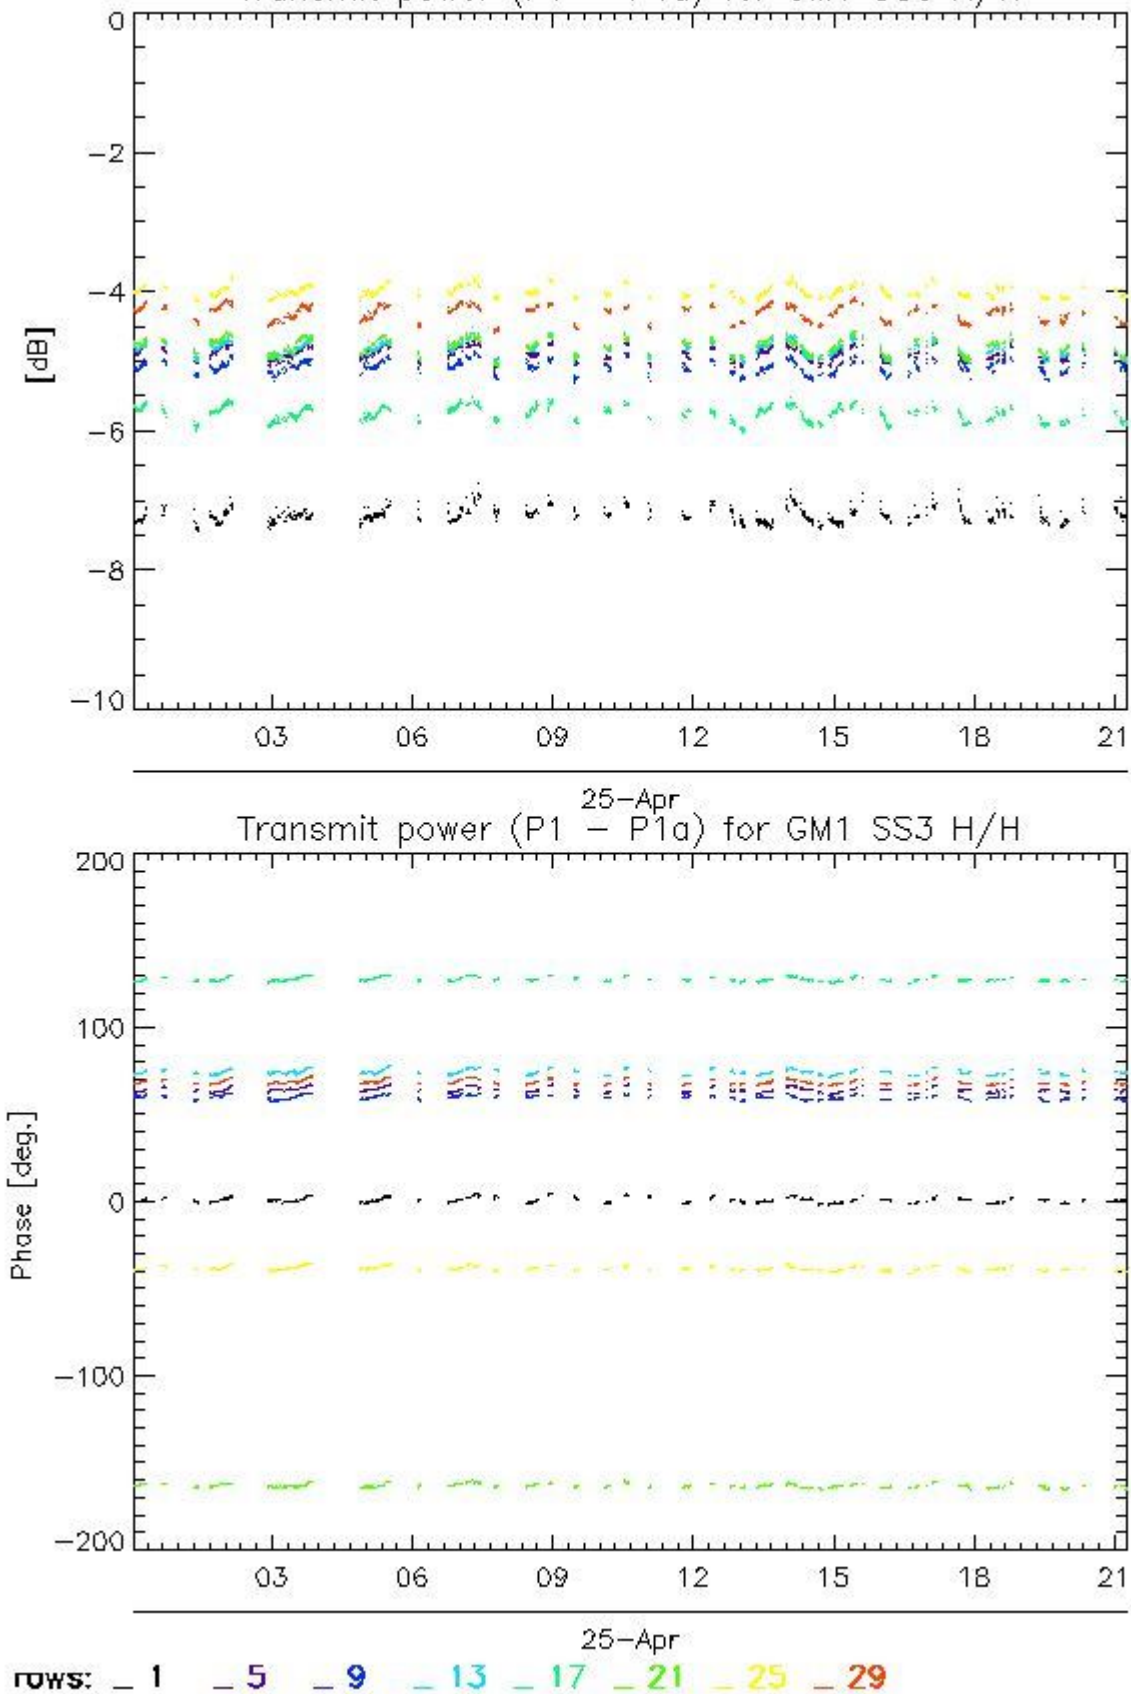 0
−2
−4
[dB]
−6
−8
−10
03 06 09 12 15 18 21
25−Apr
Transmit power (P1 − P1a) for GM1 SS3 H/H
200
100
Phase [deg.]
0
−100
−200
03 06 09 12 15 18 21
25−Apr
rows: _ 1 _ 5 _ 9 _ 13 _ 17 _ 21 _ 25 _ 29